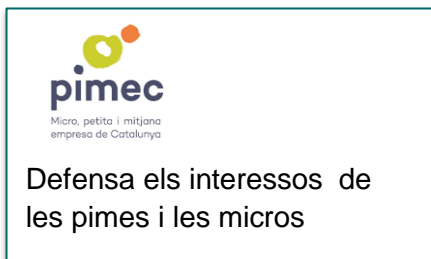 pimec
Micro, petita i mitjana
empresa de Catalunya
Defensa els interessos de
les pimes i les micros